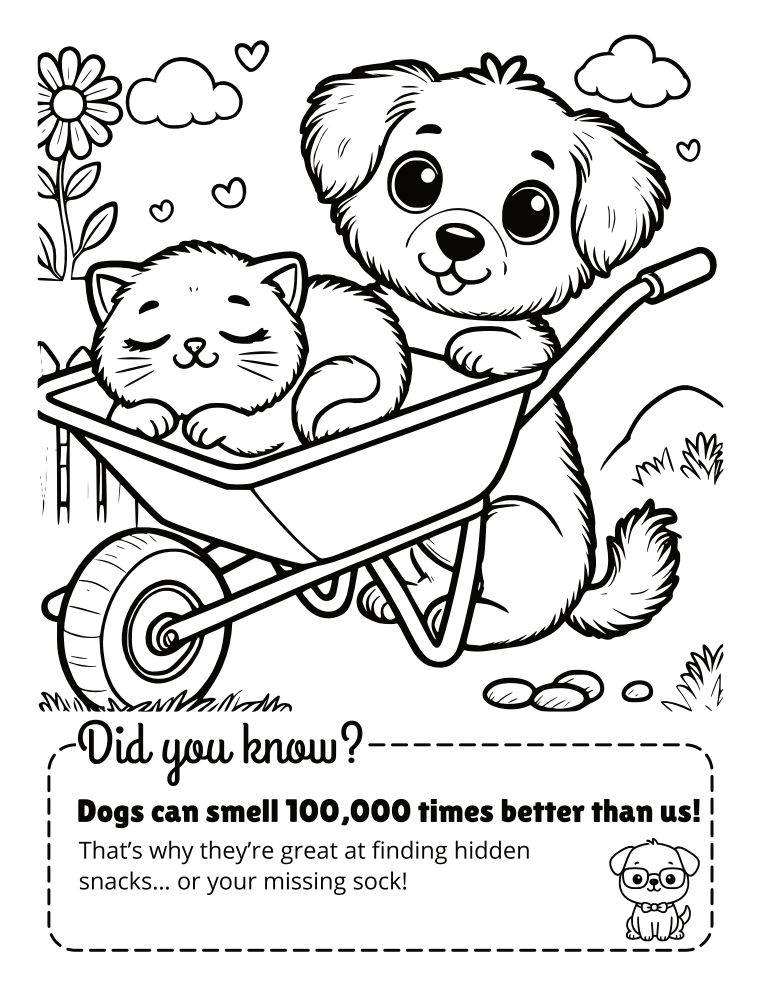 Did you know?
Dogs can smell 100,000 times better than us!
That’s why they’re great at finding hidden
snacks... or your missing sock!